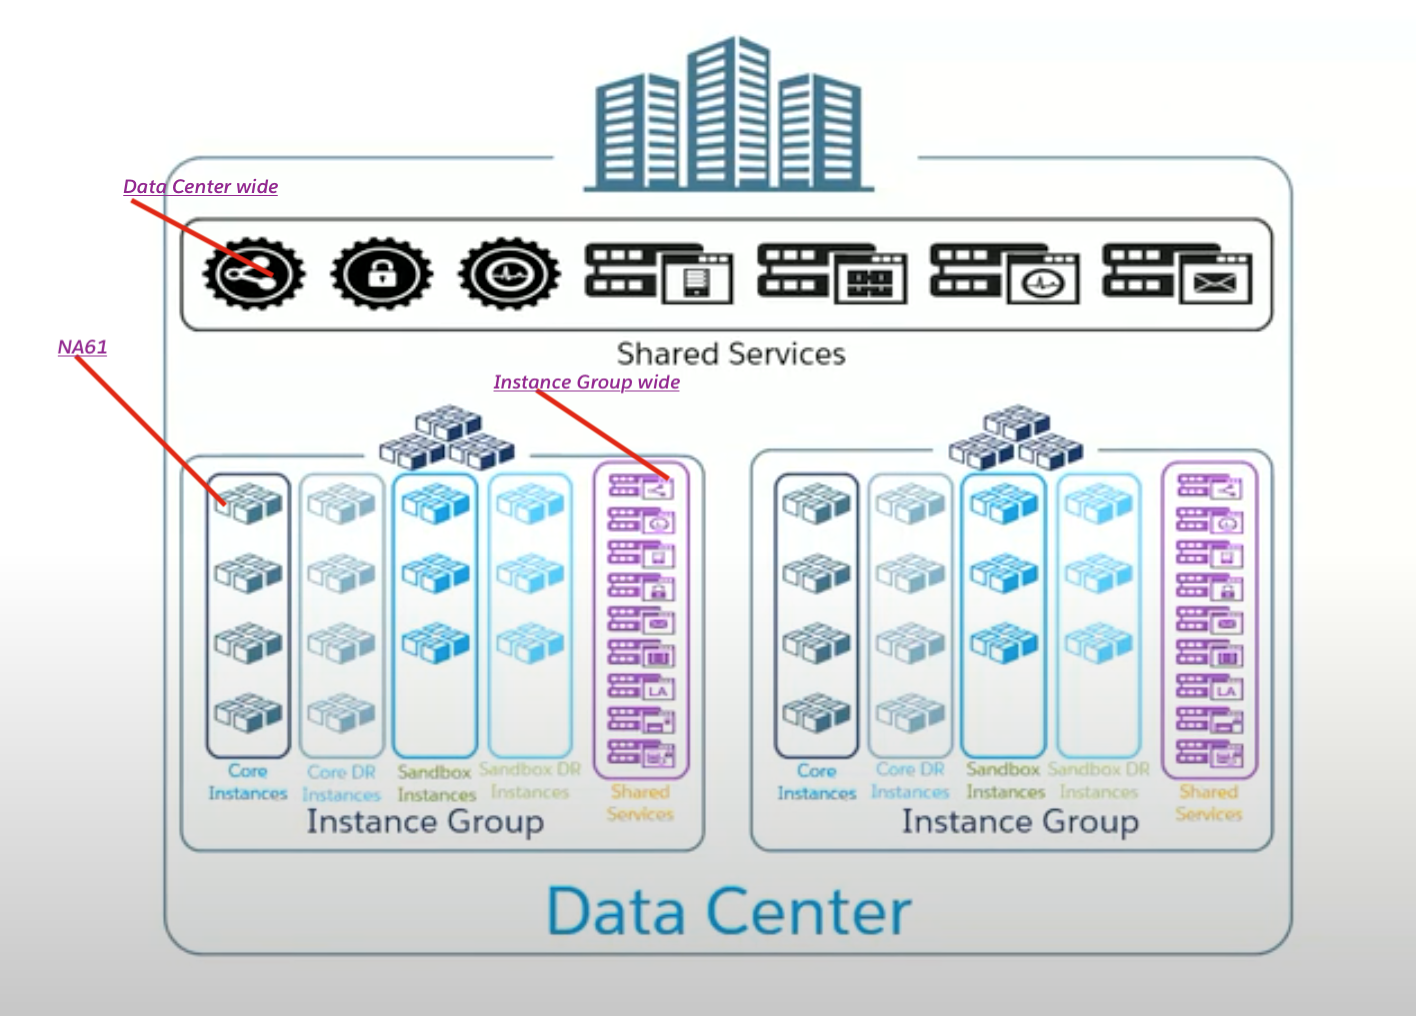 Data Center wide
Shared Services
NA61
Instance Group wide
LA
LA
Core
Instances
Core DR
Instances
Sandbox
Instances
Sandbox DR
Instances
Shared
Services
Instance Group
Core
Instances
Core DR
Instances
Sandbox
Instances
Sandbox DR
Instances
Shared
Services
Instance Group
Data Center